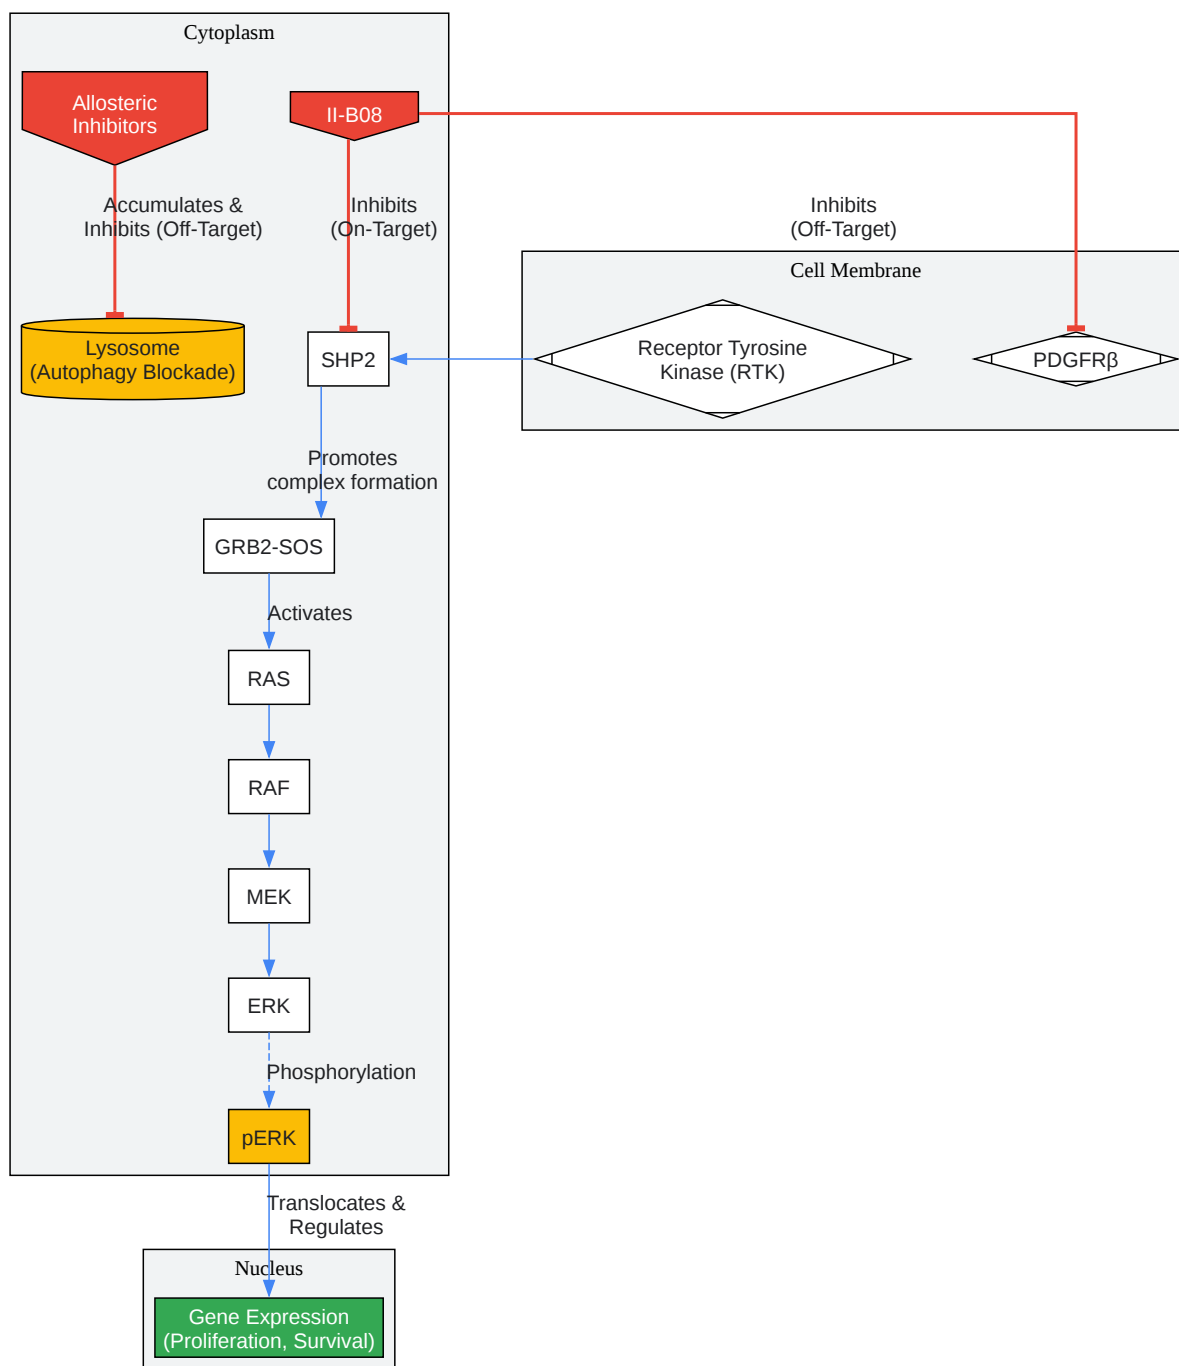 Cytoplasm
Allosteric
Inhibitors
II-B08
Accumulates &
Inhibits (Off-Target)
Inhibits
(On-Target)
Inhibits
(Off-Target)
Cell Membrane
Lysosome
(Autophagy Blockade)
SHP2
Receptor Tyrosine
Kinase (RTK)
PDGFRβ
Promotes
complex formation
GRB2-SOS
Activates
RAS
RAF
MEK
ERK
Phosphorylation
pERK
Translocates &
Regulates
Nucleus
Gene Expression
(Proliferation, Survival)